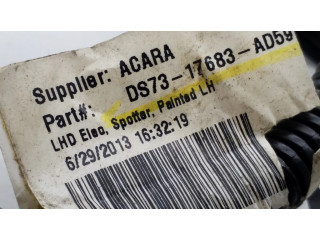 Supplier: ACARA
Part#: DS73-17683-AD59
LHD Elec, Spotter, Painted LH
6/29/2013 16:32:19